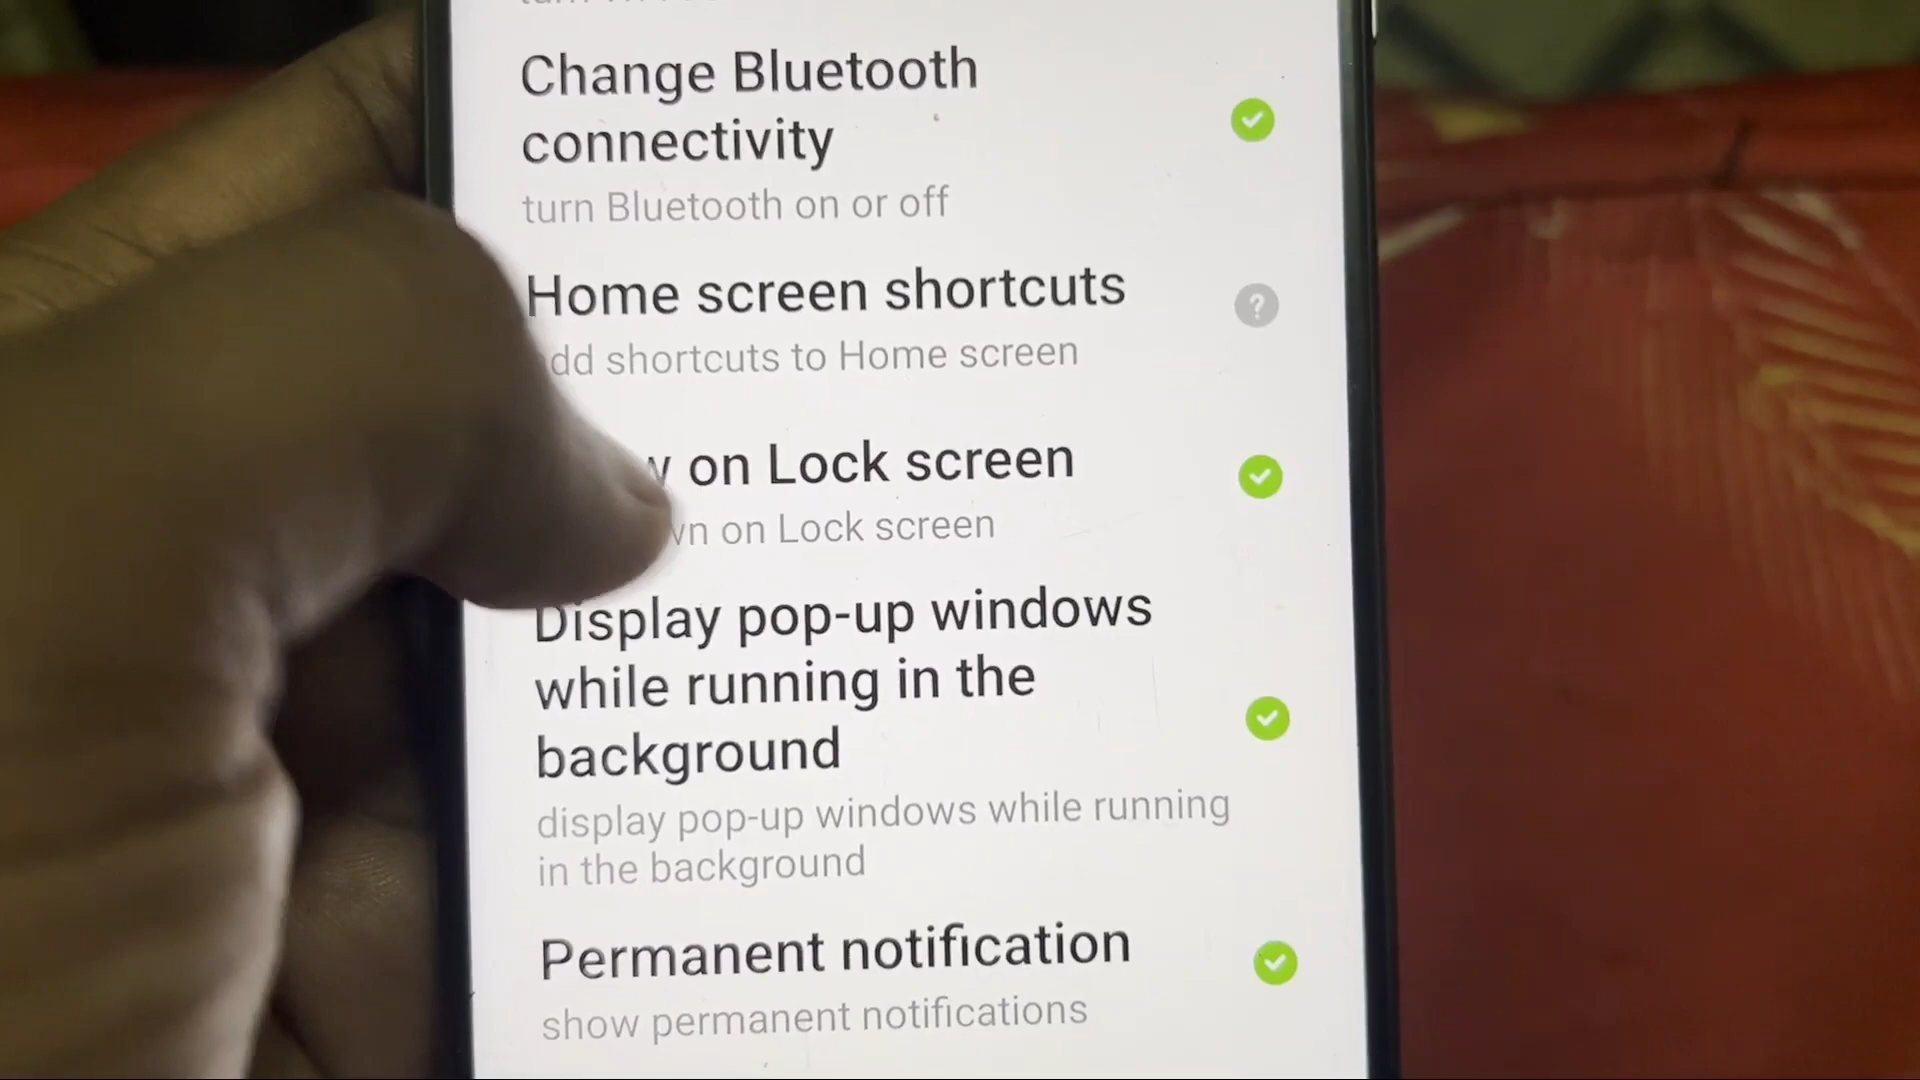 Change Bluetooth
connectivity
turn Bluetooth on or off
Home screen shortcuts
shortcuts to Home screen
on Lock screen
on Lock screen
Display pop-up windows
while running in the
background
display pop-up windows while running
in the background
Permanent notification
show permanent notifications